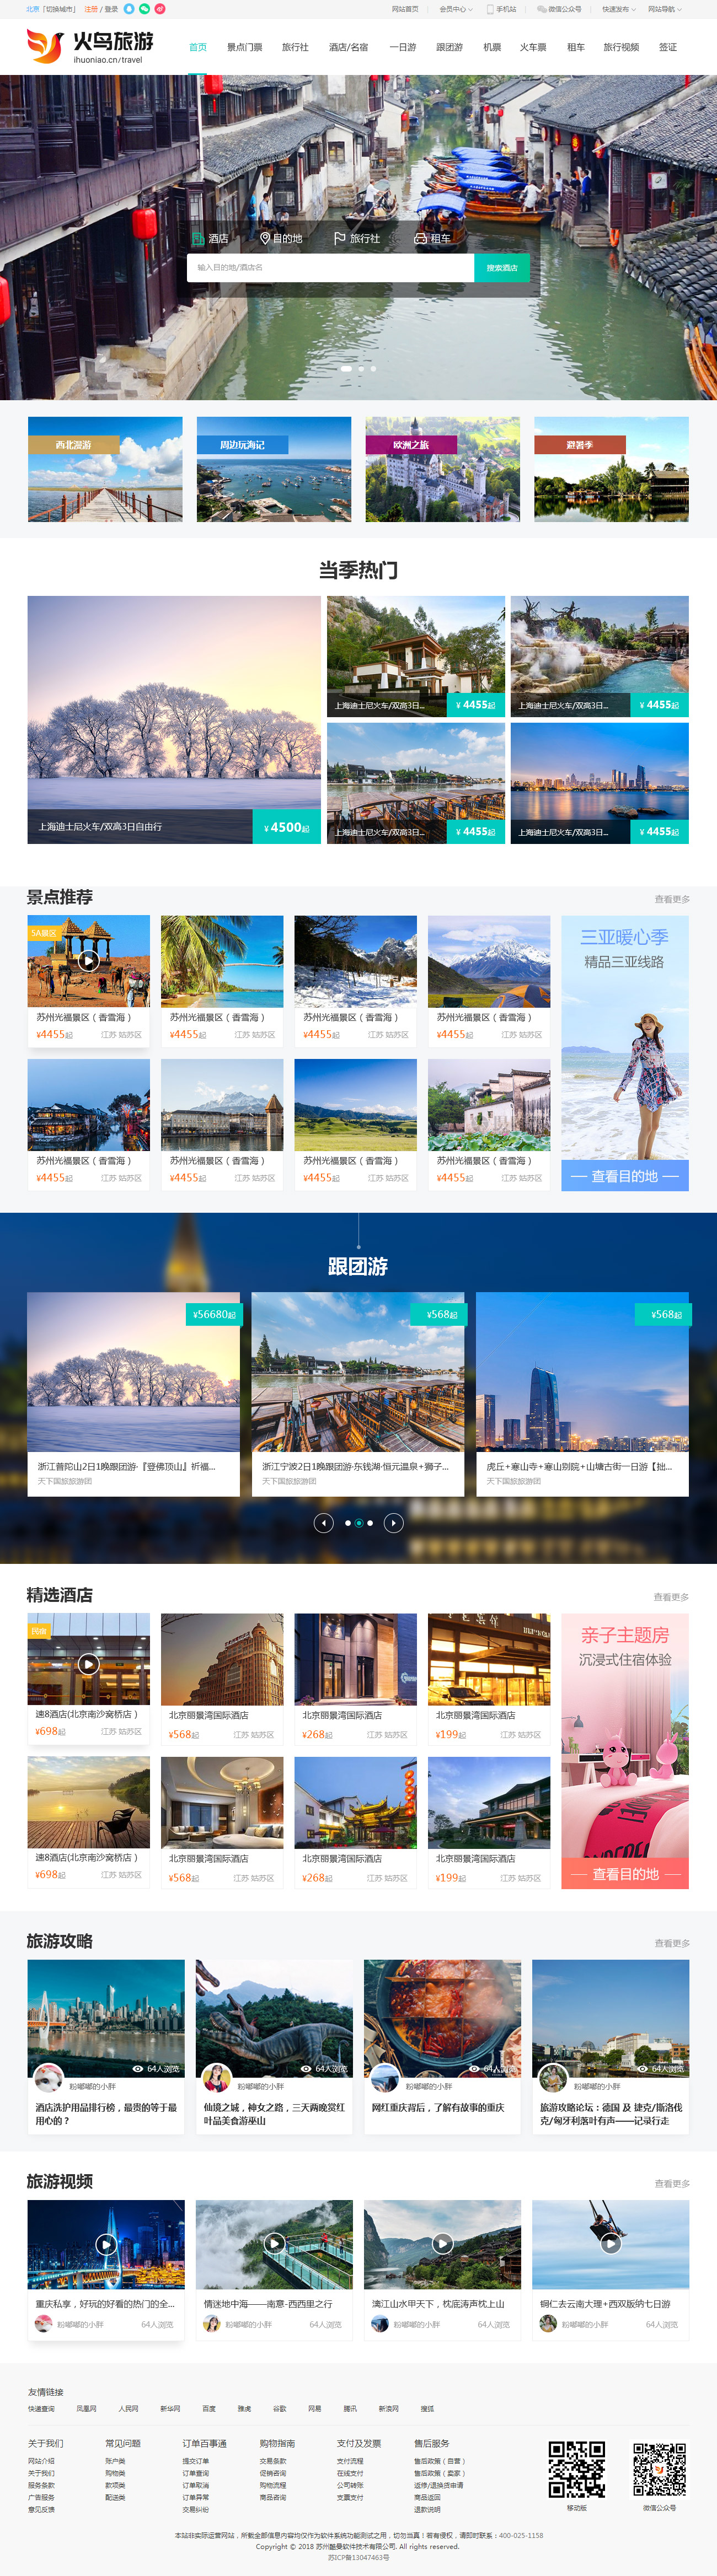 北京「切换城市」 注册 / 登录
网站首页 会员中心 手机站 微信公众号 快速发布 网站导航
火鸟旅游
ihuoniao.cn/travel
首页 景点门票 旅行社 酒店/名宿 一日游 跟团游 机票 火车票 租车 旅行视频 签证
酒店 目的地 旅行社 租车
输入目的地/酒店名 搜索酒店
西北漫游 周边玩海记 欧洲之旅 避暑季
当季热门
上海迪士尼火车/双高3日... ¥ 4455起
上海迪士尼火车/双高3日... ¥ 4455起
上海迪士尼火车/双高3日自由行 ¥ 4500起
上海迪士尼火车/双高3日... ¥ 4455起
上海迪士尼火车/双高3日... ¥ 4455起
景点推荐 查看更多
5A景区
苏州光福景区（香雪海） 苏州光福景区（香雪海） 苏州光福景区（香雪海） 苏州光福景区（香雪海）
¥4455起 江苏 姑苏区 ¥4455起 江苏 姑苏区 ¥4455起 江苏 姑苏区 ¥4455起 江苏 姑苏区
苏州光福景区（香雪海） 苏州光福景区（香雪海） 苏州光福景区（香雪海） 苏州光福景区（香雪海）
¥4455起 江苏 姑苏区 ¥4455起 江苏 姑苏区 ¥4455起 江苏 姑苏区 ¥4455起 江苏 姑苏区
三亚暖心季
精品三亚线路
查看目的地
跟团游
¥56680起 ¥568起 ¥568起
浙江普陀山2日1晚跟团游·『登佛顶山』祈福...
天下国旅旅游团
浙江宁波2日1晚跟团游·东钱湖·恒元温泉+狮子...
天下国旅旅游团
虎丘+寒山寺+寒山别院+山塘古街一日游【拙...
天下国旅旅游团
精选酒店 查看更多
民宿
速8酒店(北京南沙窝桥店） 北京丽景湾国际酒店 北京丽景湾国际酒店 北京丽景湾国际酒店
¥698起 江苏 姑苏区 ¥568起 江苏 姑苏区 ¥268起 江苏 姑苏区 ¥199起 江苏 姑苏区
速8酒店(北京南沙窝桥店） 北京丽景湾国际酒店 北京丽景湾国际酒店 北京丽景湾国际酒店
¥698起 江苏 姑苏区 ¥568起 江苏 姑苏区 ¥268起 江苏 姑苏区 ¥199起 江苏 姑苏区
亲子主题房
沉浸式住宿体验
查看目的地
旅游攻略 查看更多
64人浏览 64人浏览 64人浏览 64人浏览
粉嘟嘟的小胖 粉嘟嘟的小胖 粉嘟嘟的小胖 粉嘟嘟的小胖
酒店洗护用品排行榜，最贵的等于最
用心的？
仙境之城，神女之路，三天两晚赏红
叶品美食游巫山
网红重庆背后，了解有故事的重庆
旅游攻略论坛：德国 及 捷克/斯洛伐
克/匈牙利落叶有声——记录行走
旅游视频 查看更多
重庆私享，好玩的好看的热门的全... 情迷地中海——南意-西西里之行 漓江山水甲天下，枕底涛声枕上山 铜仁去云南大理+西双版纳七日游
粉嘟嘟的小胖 64人浏览 粉嘟嘟的小胖 64人浏览 粉嘟嘟的小胖 64人浏览 粉嘟嘟的小胖 64人浏览
友情链接
快速查询 凤凰网 人民网 新华网 百度 雅虎 谷歌 网易 腾讯 新浪网 搜狐
关于我们 常见问题 订单百事通 购物指南 支付及发票 售后服务
网站介绍 账户类 提交订单 交易条款 支付流程 售后政策（自营）
关于我们 购物类 订单查询 促销咨询 在线支付 售后政策（卖家）
服务条款 款项类 订单取消 购物流程 公司转账 返修/退换货申请
广告服务 配送类 订单异常 商品咨询 支票支付 商品返回
意见反馈 交易纠纷 退款说明
移动版 微信公众号
本站非实际运营网站，所载全部信息内容均仅作为软件系统功能测试之用，切勿当真！若有侵权，请即时联系：400-025-1158
Copyright © 2018 苏州酷曼软件技术有限公司. All rights reserved.
苏ICP备13047463号